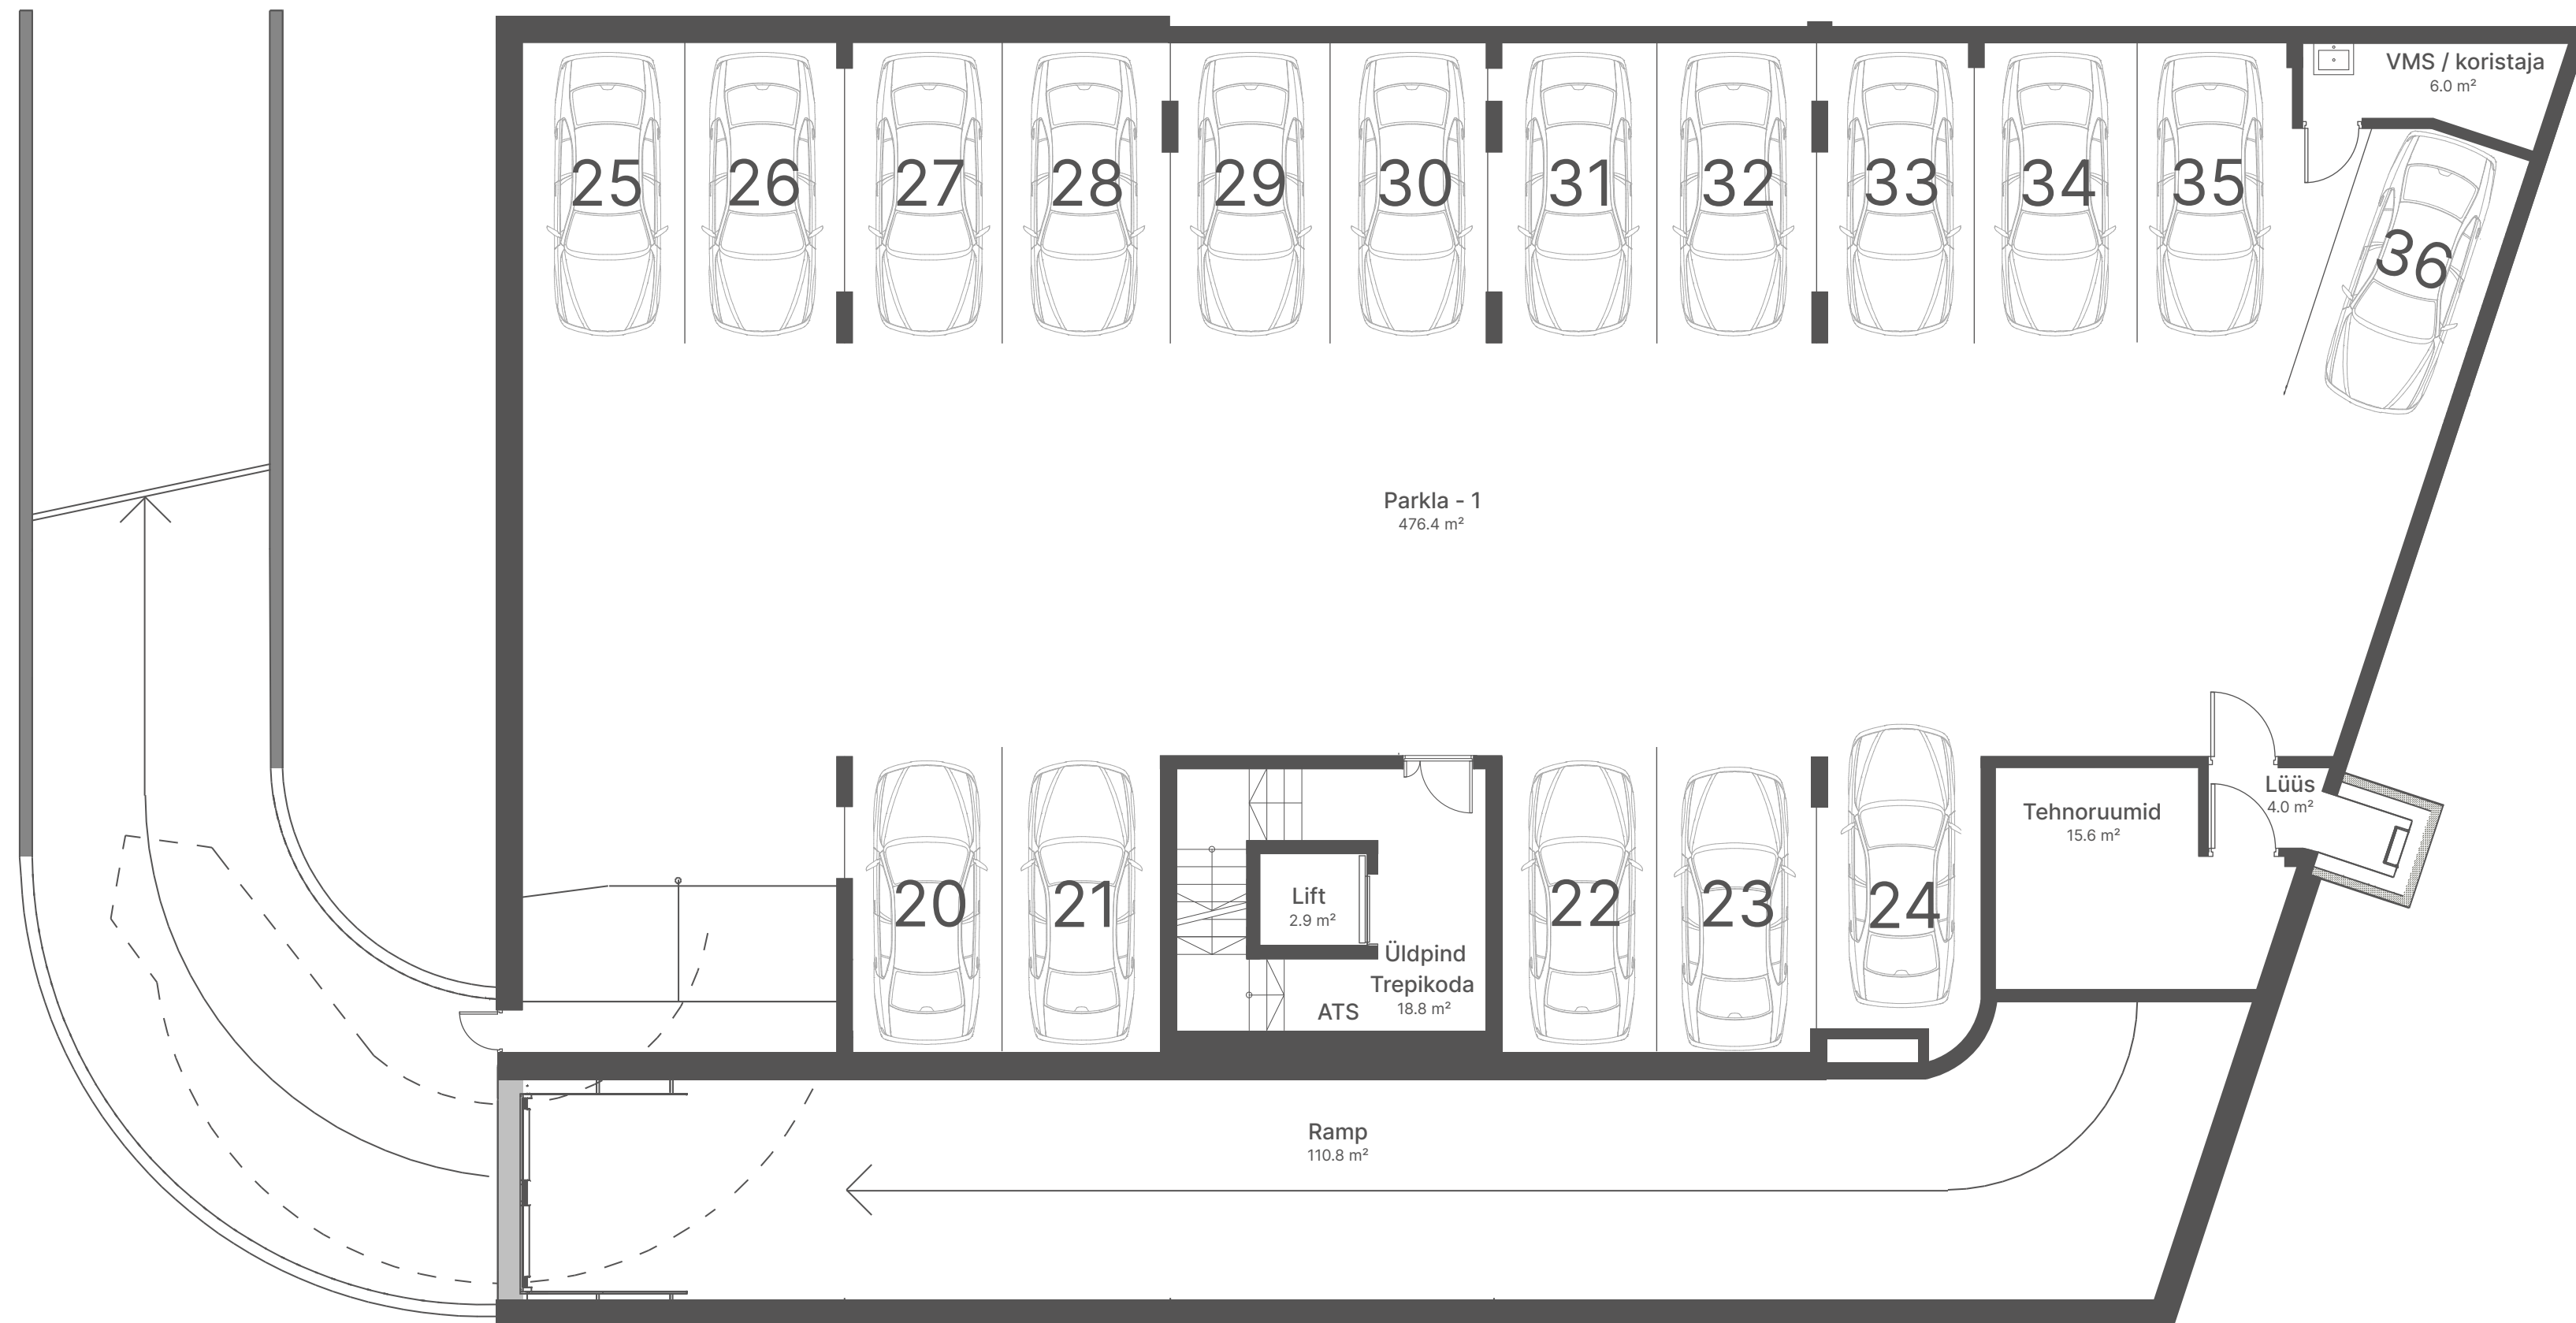 VMS / koristaja
6.0 m²
25 26 27 28 29 30 31 32 33 34 35
36
Parkla - 1
476.4 m²
Lüüs
4.0 m²
Tehnoruumid
15.6 m²
20 21 22 23 24
Lift
2.9 m²
Üldpind
Trepikoda
18.8 m²
ATS
Ramp
110.8 m²